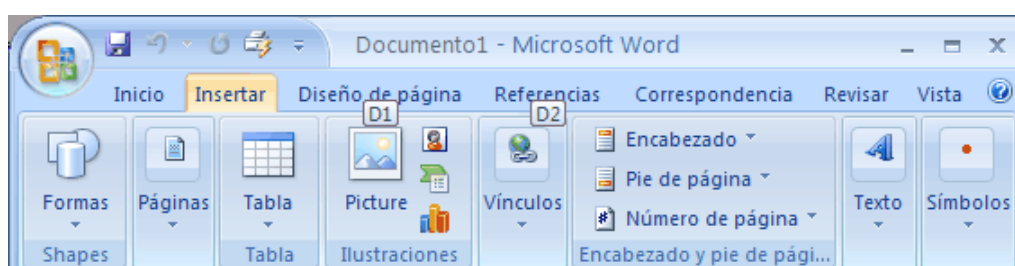 Documento1 - Microsoft Word
Inicio Insertar Diseño de página Referencias Correspondencia Revisar Vista
D1 D2
Encabezado
Pie de página
Formas Páginas Tabla Picture Vínculos Número de página Texto Símbolos
Shapes Tabla Ilustraciones Encabezado y pie de pági...